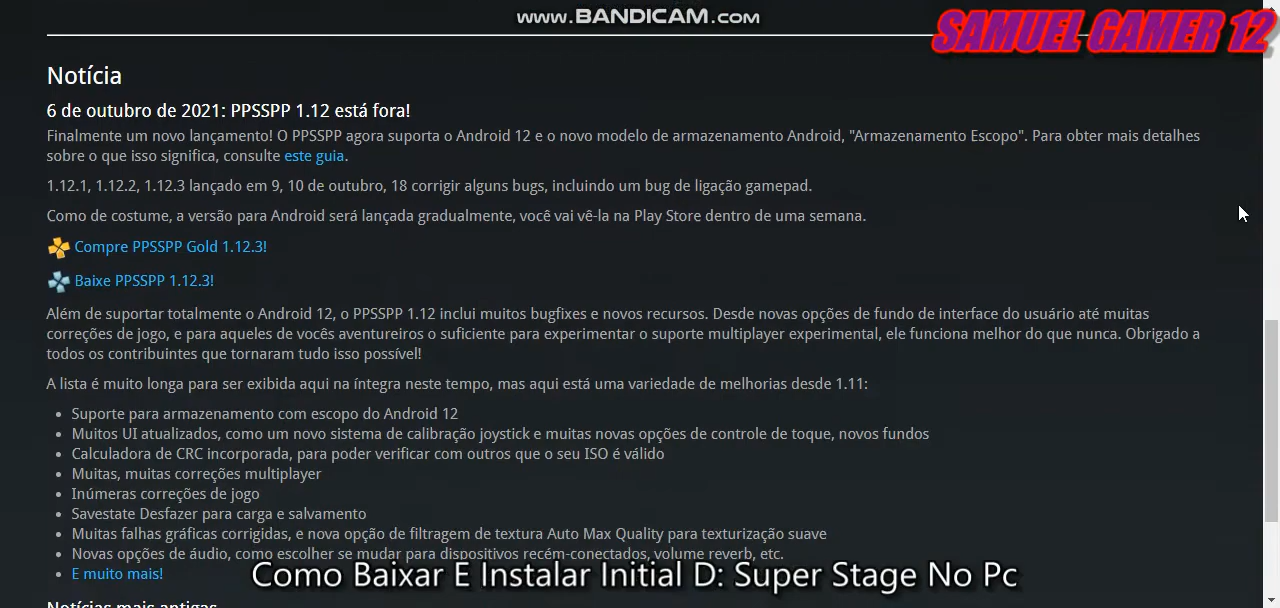 www.BANDICAM.com
SAMUEL GAMER 12
Notícia
6 de outubro de 2021: PPSSPP 1.12 está fora!
Finalmente um novo lançamento! O PPSSPP agora suporta o Android 12 e o novo modelo de armazenamento Android, "Armazenamento Escopo". Para obter mais detalhes
sobre o que isso significa, consulte este guia.
1.12.1, 1.12.2, 1.12.3 lançado em 9, 10 de outubro, 18 corrigir alguns bugs, incluindo um bug de ligação gamepad.
Como de costume, a versão para Android será lançada gradualmente, você vai vê-la na Play Store dentro de uma semana.
Compre PPSSPP Gold 1.12.3!
Baixe PPSSPP 1.12.3!
Além de suportar totalmente o Android 12, o PPSSPP 1.12 inclui muitos bugfixes e novos recursos. Desde novas opções de fundo de interface do usuário até muitas
correções de jogo, e para aqueles de vocês aventureiros o suficiente para experimentar o suporte multiplayer experimental, ele funciona melhor do que nunca. Obrigado a
todos os contribuintes que tornaram tudo isso possível!
A lista é muito longa para ser exibida aqui na íntegra neste tempo, mas aqui está uma variedade de melhorias desde 1.11:
Suporte para armazenamento com escopo do Android 12
Muitos UI atualizados, como um novo sistema de calibração joystick e muitas novas opções de controle de toque, novos fundos
Calculadora de CRC incorporada, para poder verificar com outros que o seu ISO é válido
Muitas, muitas correções multiplayer
Inúmeras correções de jogo
Savestate Desfazer para carga e salvamento
Muitas falhas gráficas corrigidas, e nova opção de filtragem de textura Auto Max Quality para texturização suave
Novas opções de áudio, como escolher se mudar para dispositivos recém-conectados, volume reverb, etc.
E muito mais!
Como Baixar E Instalar Initial D: Super Stage No Pc
Notícias mais antigas